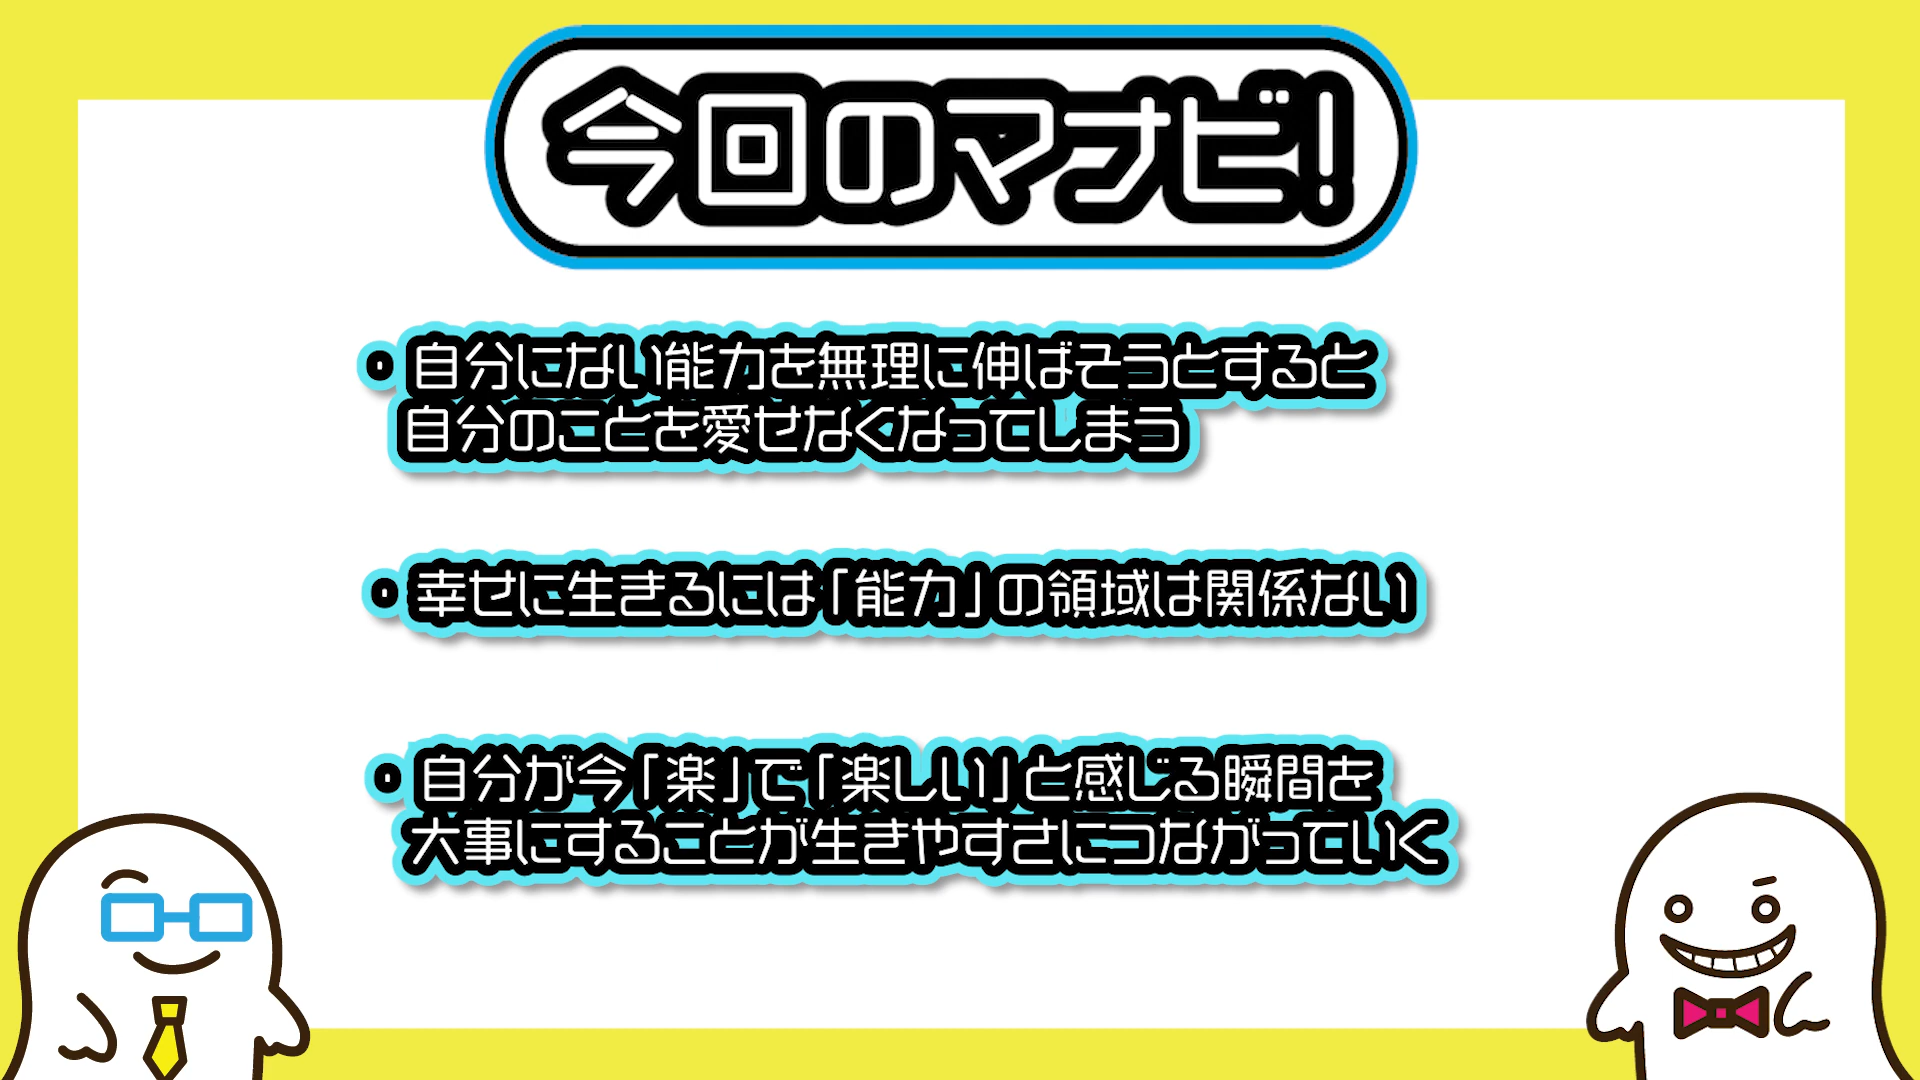 今回のマナビ!
・自分にない能力を無理に伸ばそうとすると
自分のことを愛せなくなってしまう
・幸せに生きるには「能力」の領域は関係ない
・自分が今「楽」で「楽しい」と感じる瞬間を
大事にすることが生きやすさにつながっていく